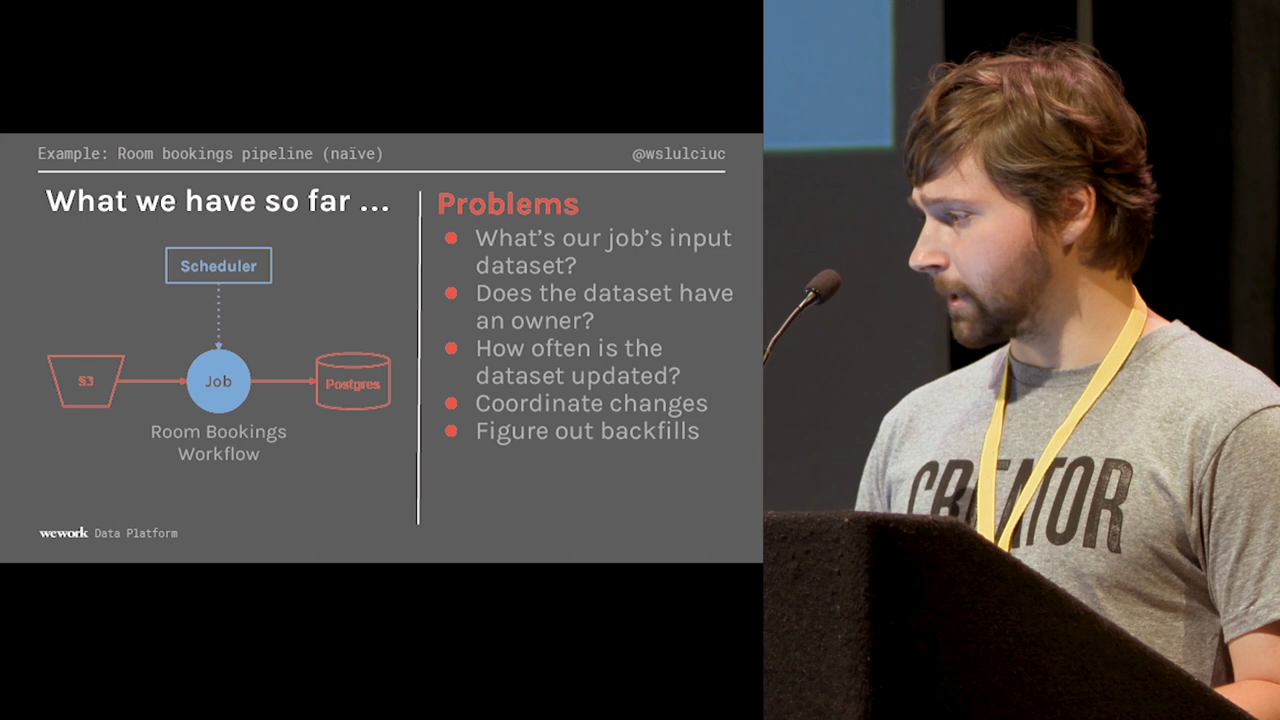 Example: Room bookings pipeline (naïve)
@wslulciuc
What we have so far ...
Scheduler
S3
Job
Postgres
Room Bookings
Workflow
Problems
● What's our job's input
dataset?
● Does the dataset have
an owner?
● How often is the
dataset updated?
● Coordinate changes
● Figure out backfills
wework Data Platform
CREATOR